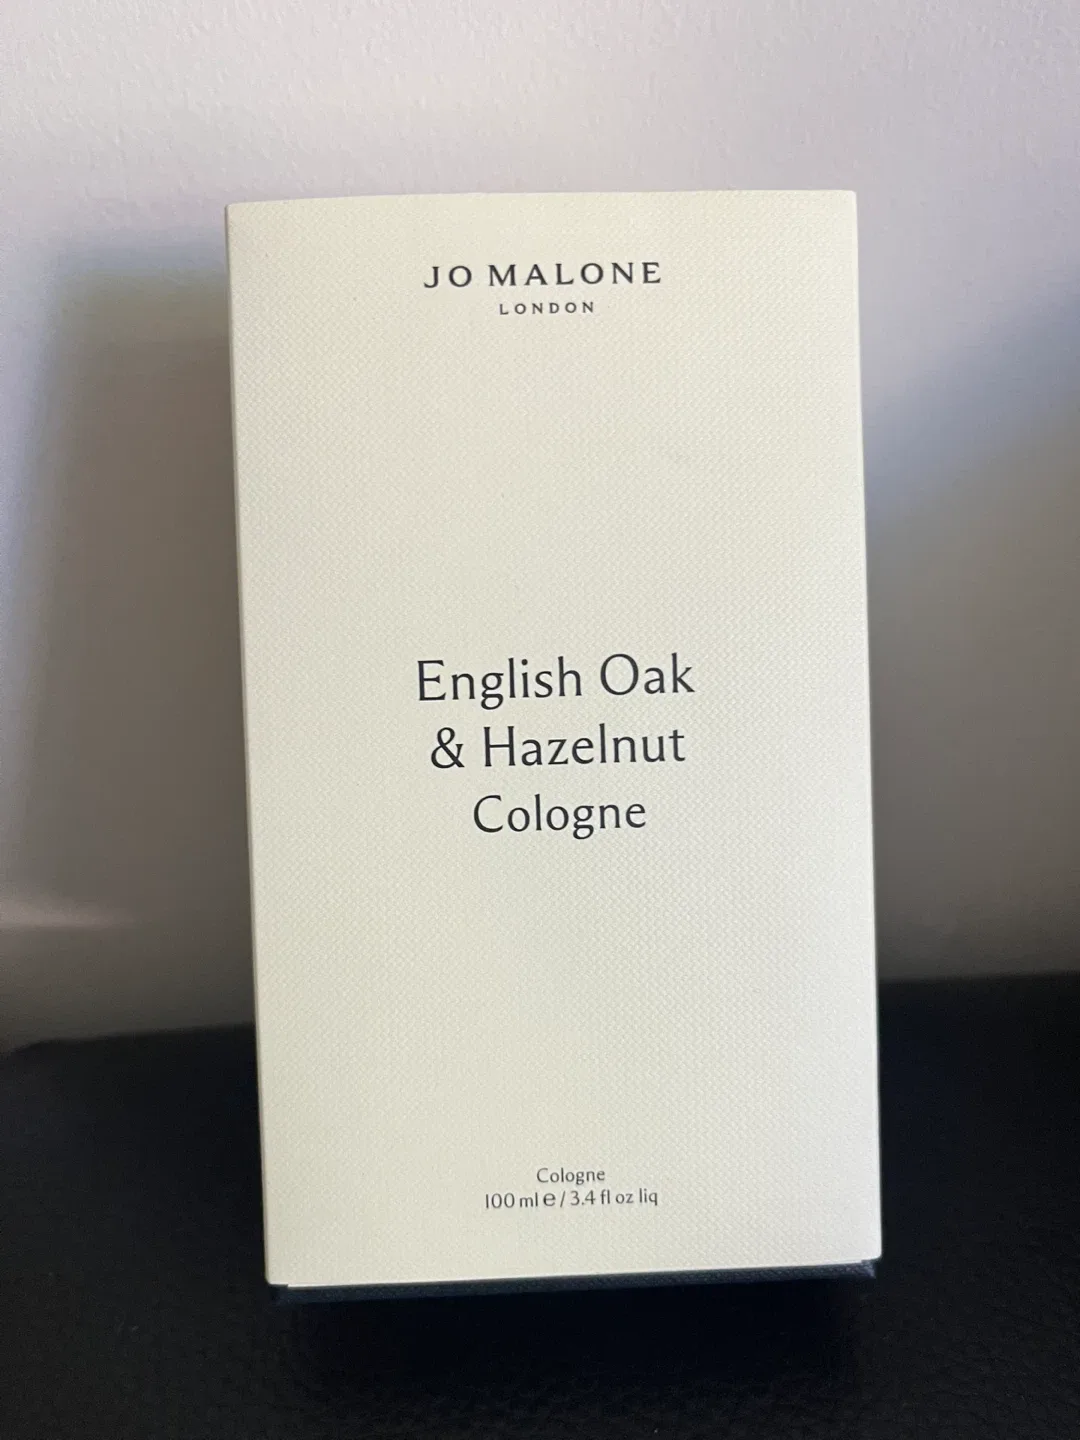 JO MALONE
LONDON
English Oak
& Hazelnut
Cologne
Cologne
100 ml ℮ / 3.4 fl oz liq